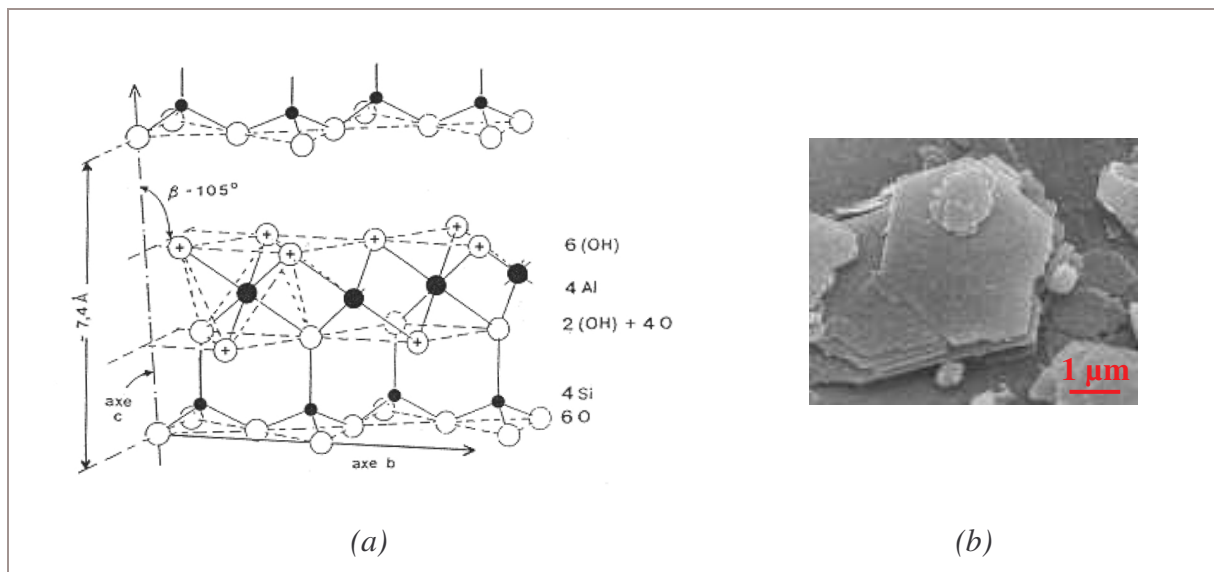 β ~ 105°
~ 7,4 Å
6 (OH)
4 Al
2 (OH) + 4 O
4 Si
6 O
axe
c
axe b
1 μm
(a)
(b)